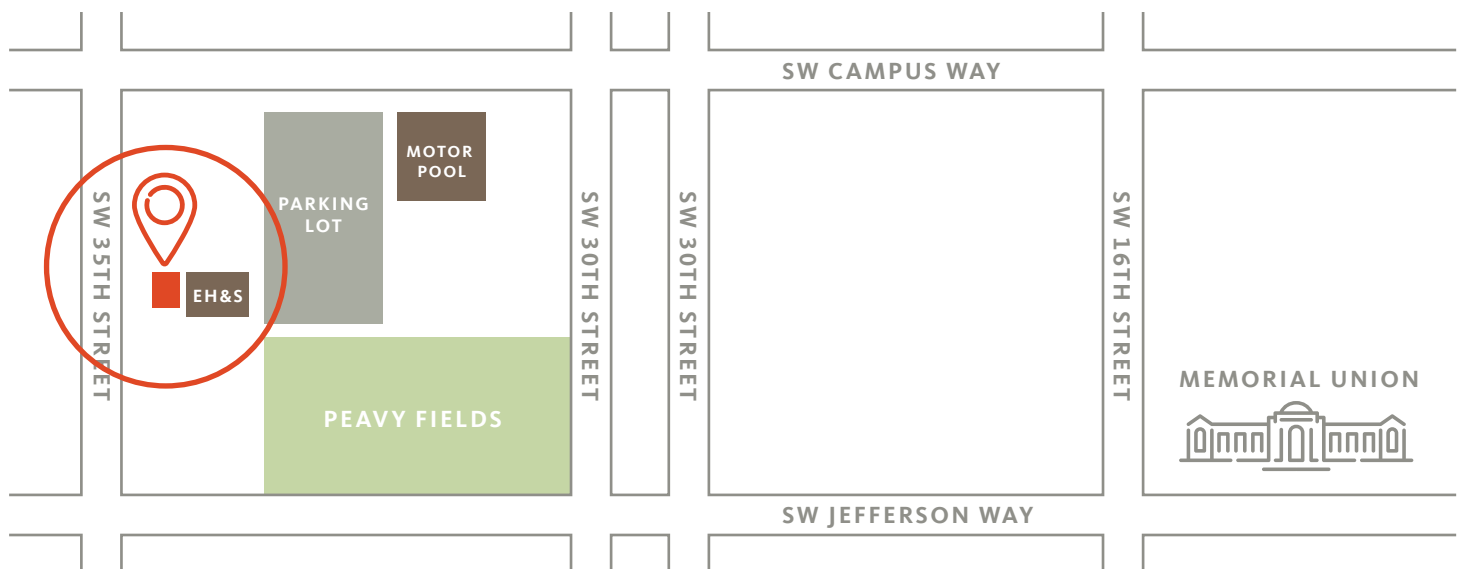 SW CAMPUS WAY
MOTOR
POOL
PARKING
LOT
SW 35TH STREET
EH&S
SW 30TH STREET
SW 30TH STREET
SW 16TH STREET
MEMORIAL UNION
PEAVY FIELDS
SW JEFFERSON WAY